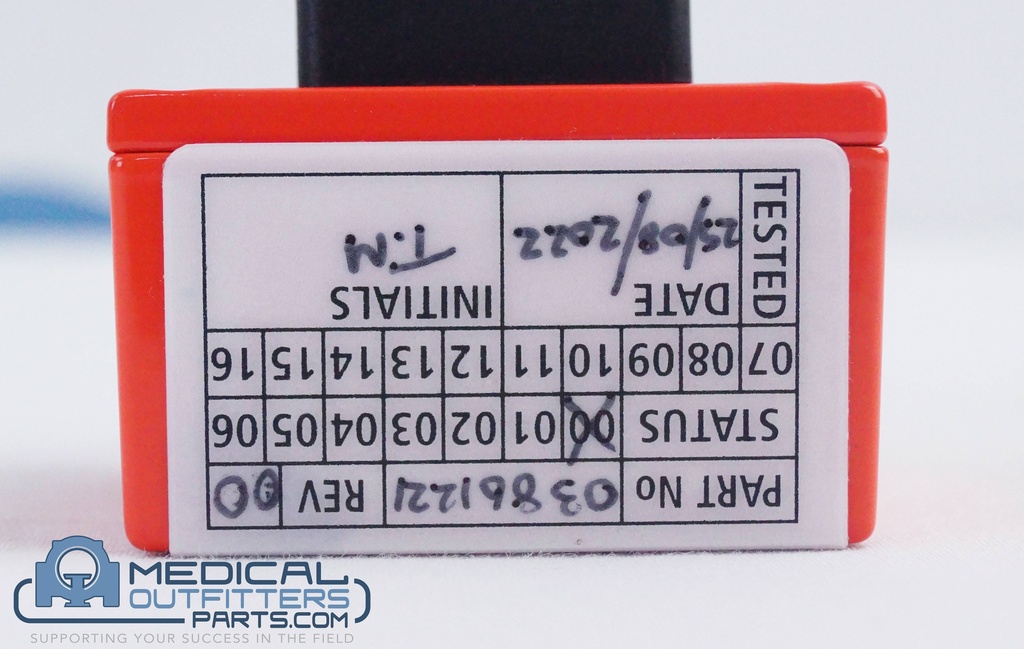 PART No 03861221 REV 00
STATUS 00 01 02 03 04 05 06
07 08 09 10 11 12 13 14 15 16
TESTED DATE INITIALS
25/08/2022 T.M
MEDICAL
OUTFITTERS
PARTS.COM
SUPPORTING YOUR SUCCESS IN THE FIELD